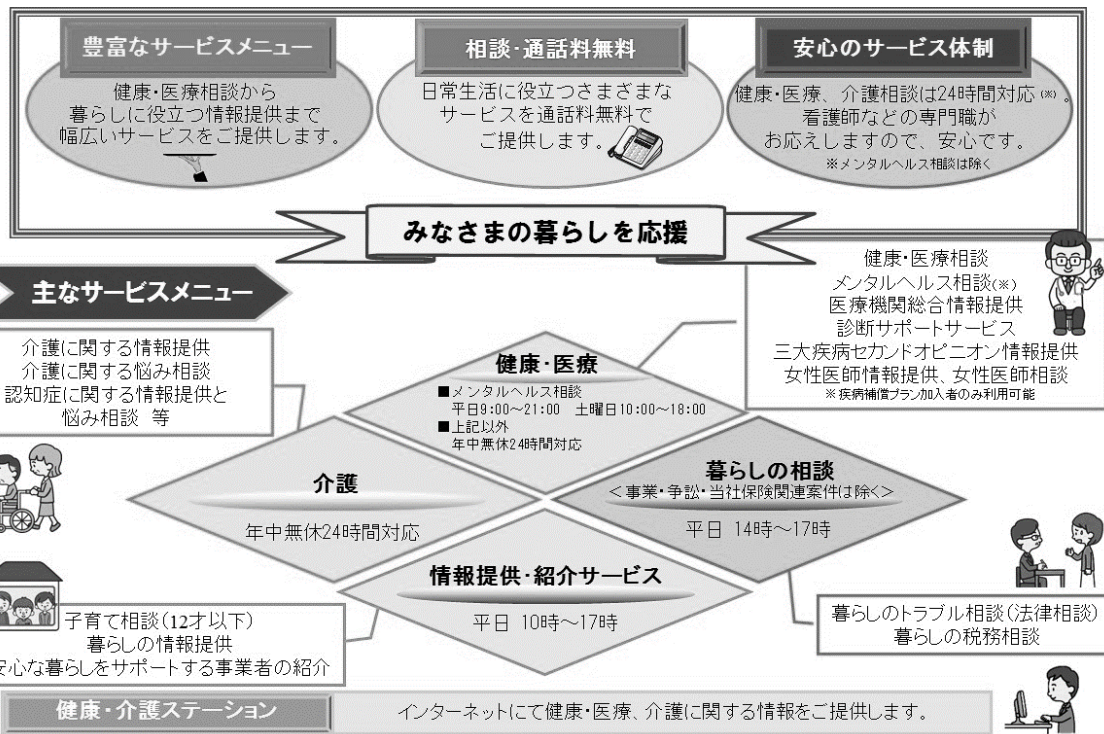 豊富なサービスメニュー
健康・医療相談から
暮らしに役立つ情報提供まで
幅広いサービスをご提供します。
相談・通話料無料
日常生活に役立つさまざまな
サービスを通話料無料で
ご提供します。
安心のサービス体制
健康・医療、介護相談は24時間対応(※)。
看護師などの専門職が
お応えしますので、安心です。
※メンタルヘルス相談は除く
みなさまの暮らしを応援
主なサービスメニュー
健康・医療相談
メンタルヘルス相談(※)
医療機関総合情報提供
診断サポートサービス
三大疾病セカンドオピニオン情報提供
女性医師情報提供、女性医師相談
※疾病補償プラン加入者のみ利用可能
介護に関する情報提供
介護に関する悩み相談
認知症に関する情報提供と
悩み相談 等
健康・医療
■メンタルヘルス相談
平日9:00～21:00 土曜日10:00～18:00
■上記以外
年中無休24時間対応
介護
年中無休24時間対応
暮らしの相談
＜事業・争訟・当社保険関連案件は除く＞
平日 14時～17時
情報提供・紹介サービス
平日 10時～17時
子育て相談(12才以下)
暮らしの情報提供
安心な暮らしをサポートする事業者の紹介
暮らしのトラブル相談(法律相談)
暮らしの税務相談
健康・介護ステーション
インターネットにて健康・医療、介護に関する情報をご提供します。